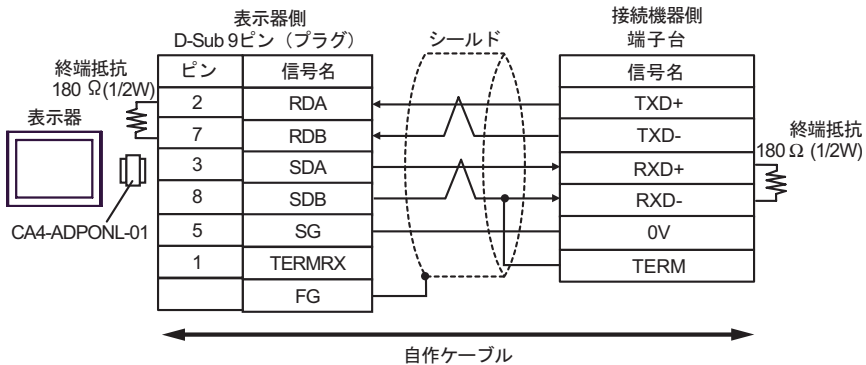 表示器側
D-Sub 9ピン（プラグ）
シールド
接続機器側
端子台
終端抵抗
180 Ω(1/2W)
表示器
CA4-ADPONL-01
ピン 信号名
2 RDA
7 RDB
3 SDA
8 SDB
5 SG
1 TERMRX
FG
信号名
TXD+
TXD-
RXD+
RXD-
0V
TERM
終端抵抗
180 Ω (1/2W)
自作ケーブル